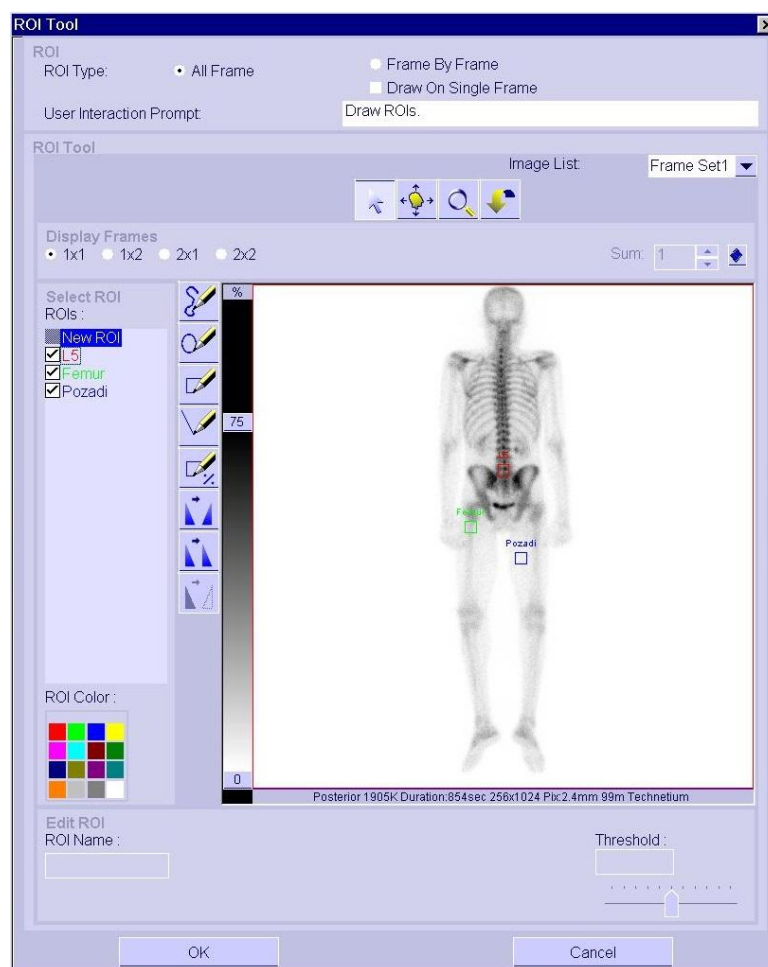 ROI Tool
ROI
ROI Type:
All Frame
Frame By Frame
Draw On Single Frame
User Interaction Prompt:
Draw ROIs.
ROI Tool
Image List:
Frame Set1
Display Frames
1x1 1x2 2x1 2x2
Sum: 1
Select ROI
ROIs :
New ROI
L5
Femur
Pozadi
%
75
0
Femur
Pozadi
ROI Color :
Posterior 1905K Duration:854sec 256x1024 Pix:2.4mm 99m Technetium
Edit ROI
ROI Name :
Threshold :
OK
Cancel